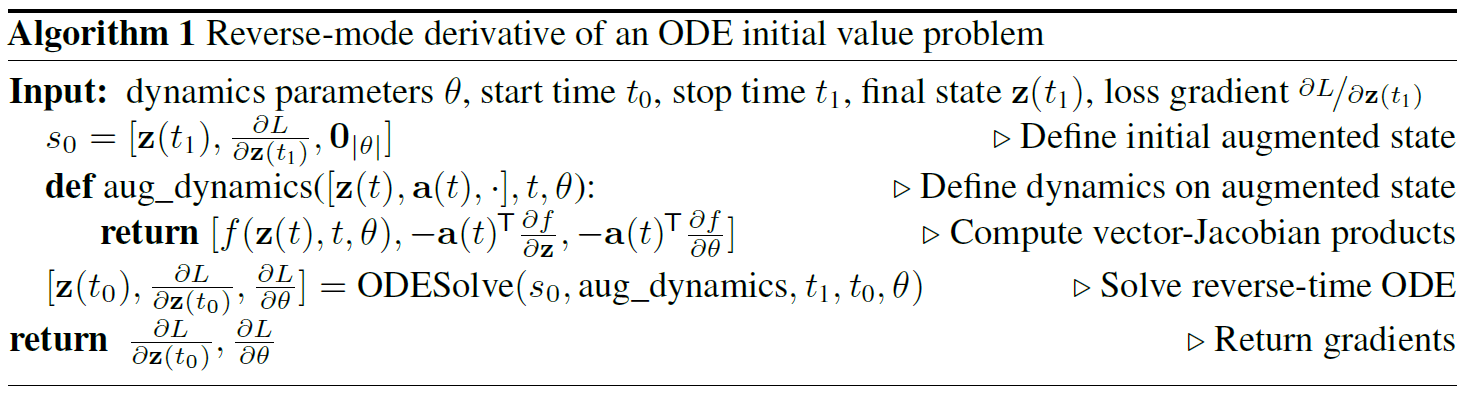 Algorithm 1 Reverse-mode derivative of an ODE initial value problem
Input: dynamics parameters θ, start time t₀, stop time t₁, final state z(t₁), loss gradient ∂L/∂z(t₁)
s₀ = [z(t₁), ∂L/∂z(t₁), 0_|θ|] ▷ Define initial augmented state
def aug_dynamics([z(t), a(t), ·], t, θ): ▷ Define dynamics on augmented state
return [f(z(t), t, θ), −a(t)ᵀ ∂f/∂z, −a(t)ᵀ ∂f/∂θ] ▷ Compute vector-Jacobian products
[z(t₀), ∂L/∂z(t₀), ∂L/∂θ] = ODESolve(s₀, aug_dynamics, t₁, t₀, θ) ▷ Solve reverse-time ODE
return ∂L/∂z(t₀), ∂L/∂θ ▷ Return gradients